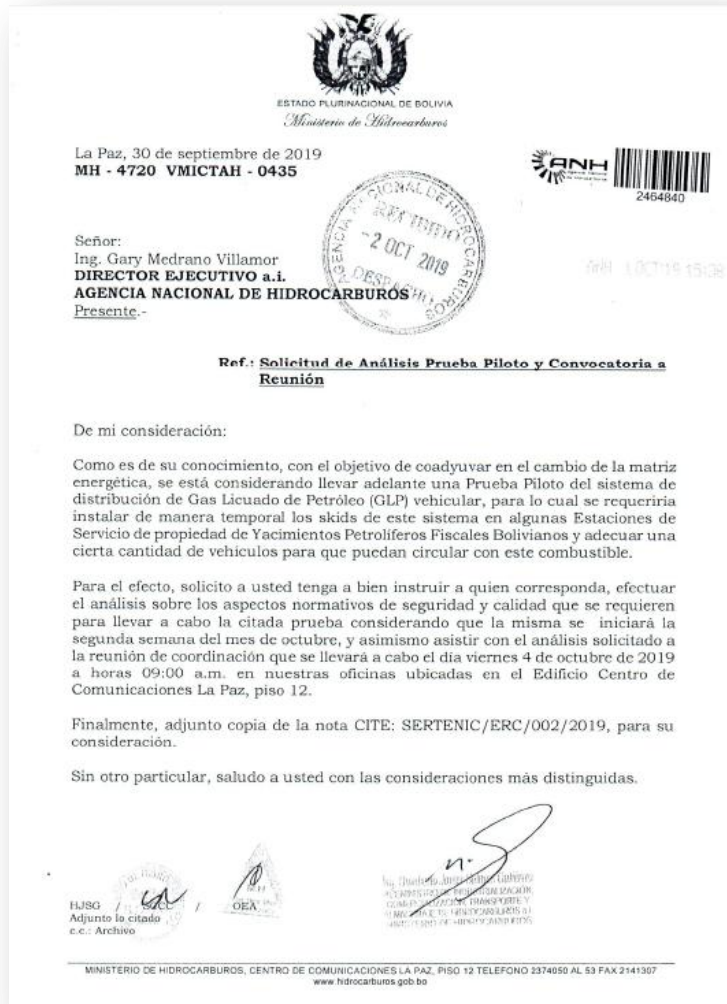 ESTADO PLURINACIONAL DE BOLIVIA
Ministerio de Hidrocarburos
La Paz, 30 de septiembre de 2019
MH - 4720 VMICTAH - 0435
ANH
2464840
AGENCIA NACIONAL DE HIDROCARBUROS
RECIBIDO
-2 OCT 2019
DESPACHO
ANH 1 OCT'19 15:08
Señor:
Ing. Gary Medrano Villamor
DIRECTOR EJECUTIVO a.i.
AGENCIA NACIONAL DE HIDROCARBUROS
Presente.-
Ref.: Solicitud de Análisis Prueba Piloto y Convocatoria a
Reunión
De mi consideración:
Como es de su conocimiento, con el objetivo de coadyuvar en el cambio de la matriz
energética, se está considerando llevar adelante una Prueba Piloto del sistema de
distribución de Gas Licuado de Petróleo (GLP) vehicular, para lo cual se requeriria
instalar de manera temporal los skids de este sistema en algunas Estaciones de
Servicio de propiedad de Yacimientos Petrolíferos Fiscales Bolivianos y adecuar una
cierta cantidad de vehículos para que puedan circular con este combustible.
Para el efecto, solicito a usted tenga a bien instruir a quien corresponda, efectuar
el análisis sobre los aspectos normativos de seguridad y calidad que se requieren
para llevar a cabo la citada prueba considerando que la misma se iniciará la
segunda semana del mes de octubre, y asimismo asistir con el análisis solicitado a
la reunión de coordinación que se llevará a cabo el día viernes 4 de octubre de 2019
a horas 09:00 a.m. en nuestras oficinas ubicadas en el Edificio Centro de
Comunicaciones La Paz, piso 12.
Finalmente, adjunto copia de la nota CITE: SERTENIC/ERC/002/2019, para su
consideración.
Sin otro particular, saludo a usted con las consideraciones más distinguidas.
HJSG / / OEA
Adjunto lo citado
c.c.: Archivo
MINISTERIO DE HIDROCARBUROS, CENTRO DE COMUNICACIONES LA PAZ, PISO 12 TELEFONO 2374050 AL 53 FAX 2141307
www.hidrocarburos.gob.bo